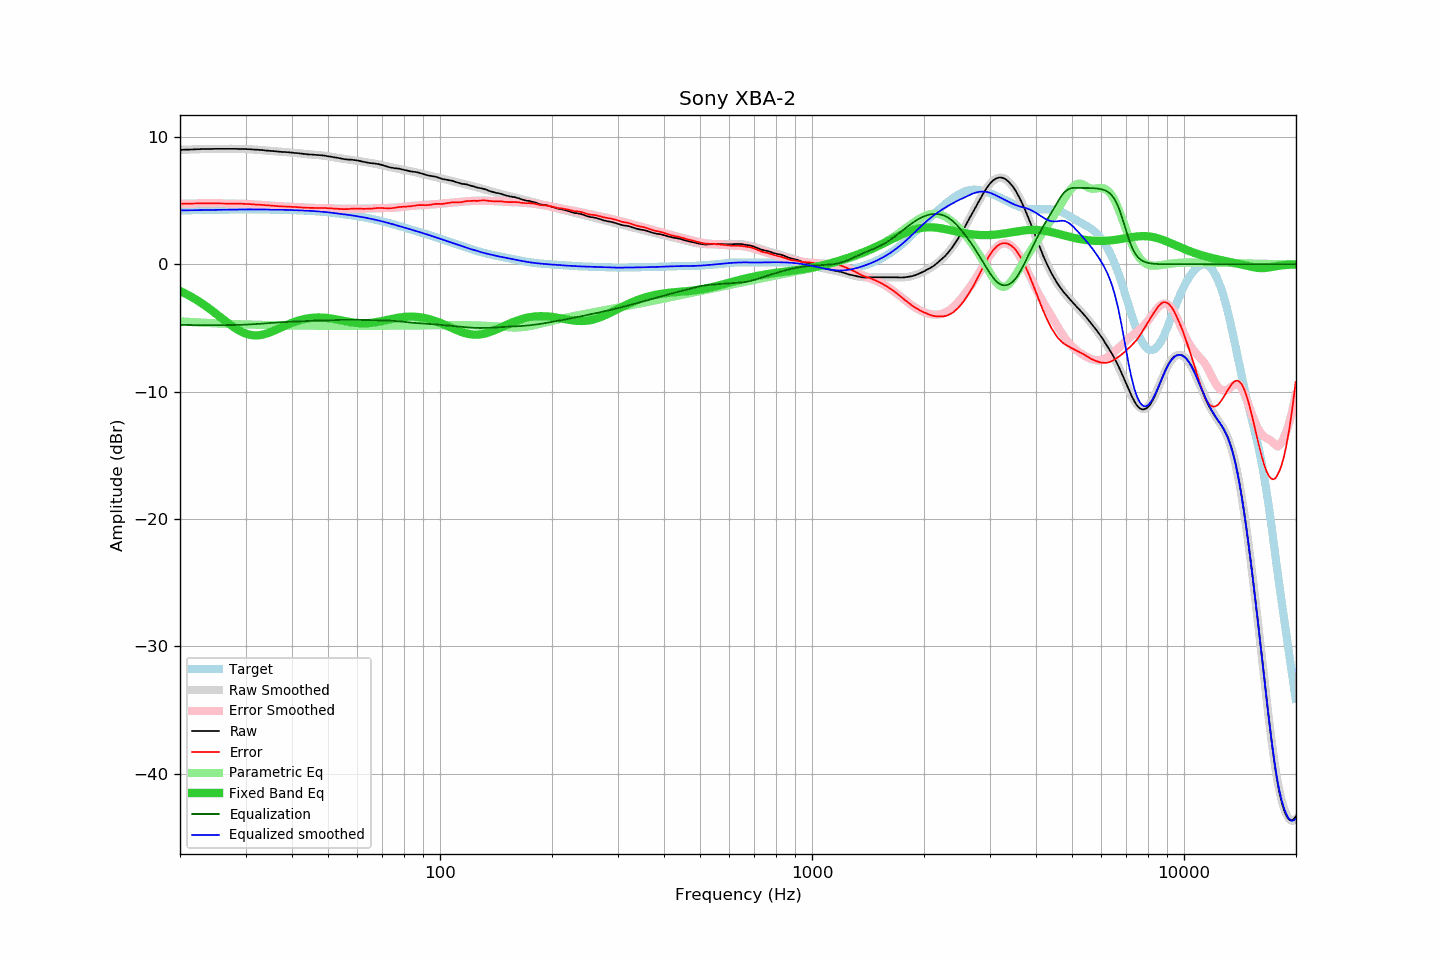 Sony XBA-2
10
0
−10
−20
−30
−40
Amplitude (dBr)
Target
Raw Smoothed
Error Smoothed
Raw
Error
Parametric Eq
Fixed Band Eq
Equalization
Equalized smoothed
100
1000
10000
Frequency (Hz)